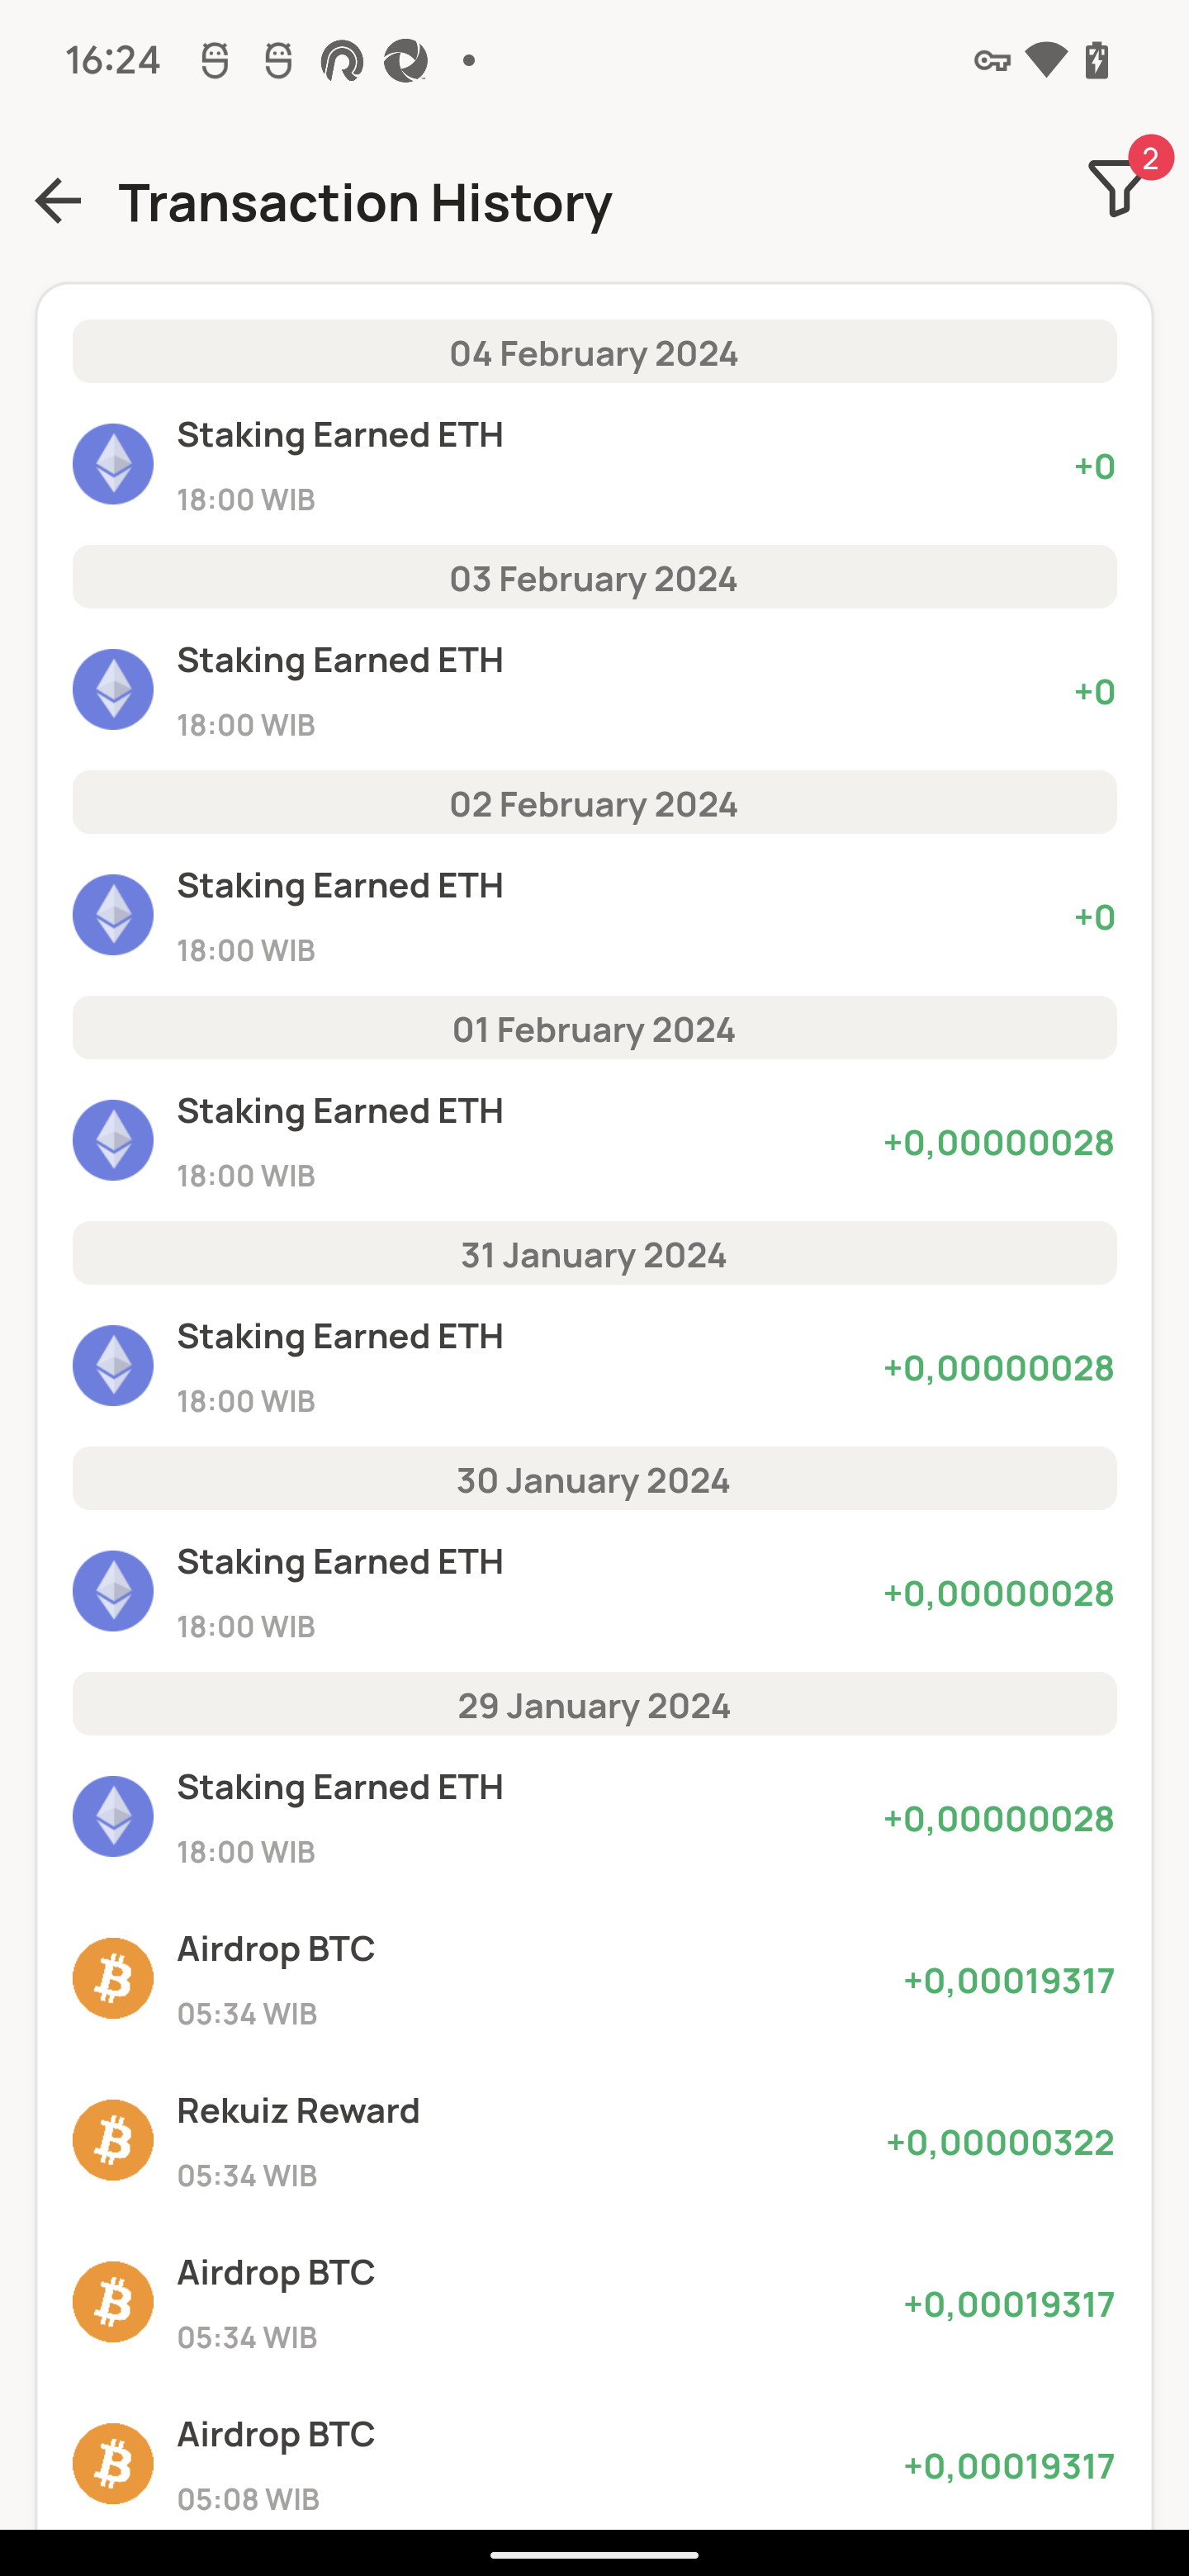 16:24
2
Transaction History
04 February 2024
Staking Earned ETH
+0
18:00 WIB
03 February 2024
Staking Earned ETH
+0
18:00 WIB
02 February 2024
Staking Earned ETH
+0
18:00 WIB
01 February 2024
Staking Earned ETH
+0,00000028
18:00 WIB
31 January 2024
Staking Earned ETH
+0,00000028
18:00 WIB
30 January 2024
Staking Earned ETH
+0,00000028
18:00 WIB
29 January 2024
Staking Earned ETH
+0,00000028
18:00 WIB
Airdrop BTC
+0,00019317
05:34 WIB
Rekuiz Reward
+0,00000322
05:34 WIB
Airdrop BTC
+0,00019317
05:34 WIB
Airdrop BTC
+0,00019317
05:08 WIB